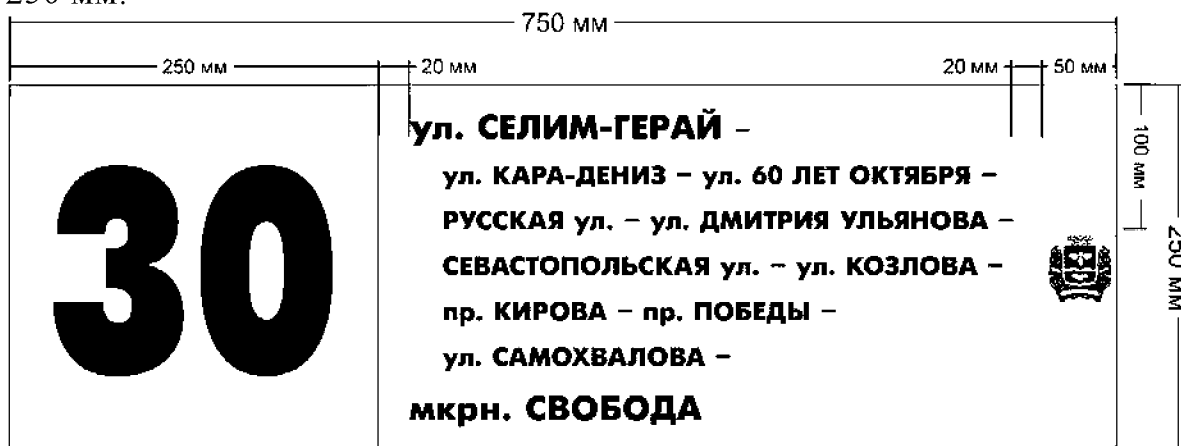 250 мм.
750 мм
250 мм 20 мм 20 мм 50 мм
100 мм
250 мм
30
ул. СЕЛИМ-ГЕРАЙ –
ул. КАРА-ДЕНИЗ – ул. 60 ЛЕТ ОКТЯБРЯ –
РУССКАЯ ул. – ул. ДМИТРИЯ УЛЬЯНОВА –
СЕВАСТОПОЛЬСКАЯ ул. – ул. КОЗЛОВА –
пр. КИРОВА – пр. ПОБЕДЫ –
ул. САМОХВАЛОВА –
мкрн. СВОБОДА